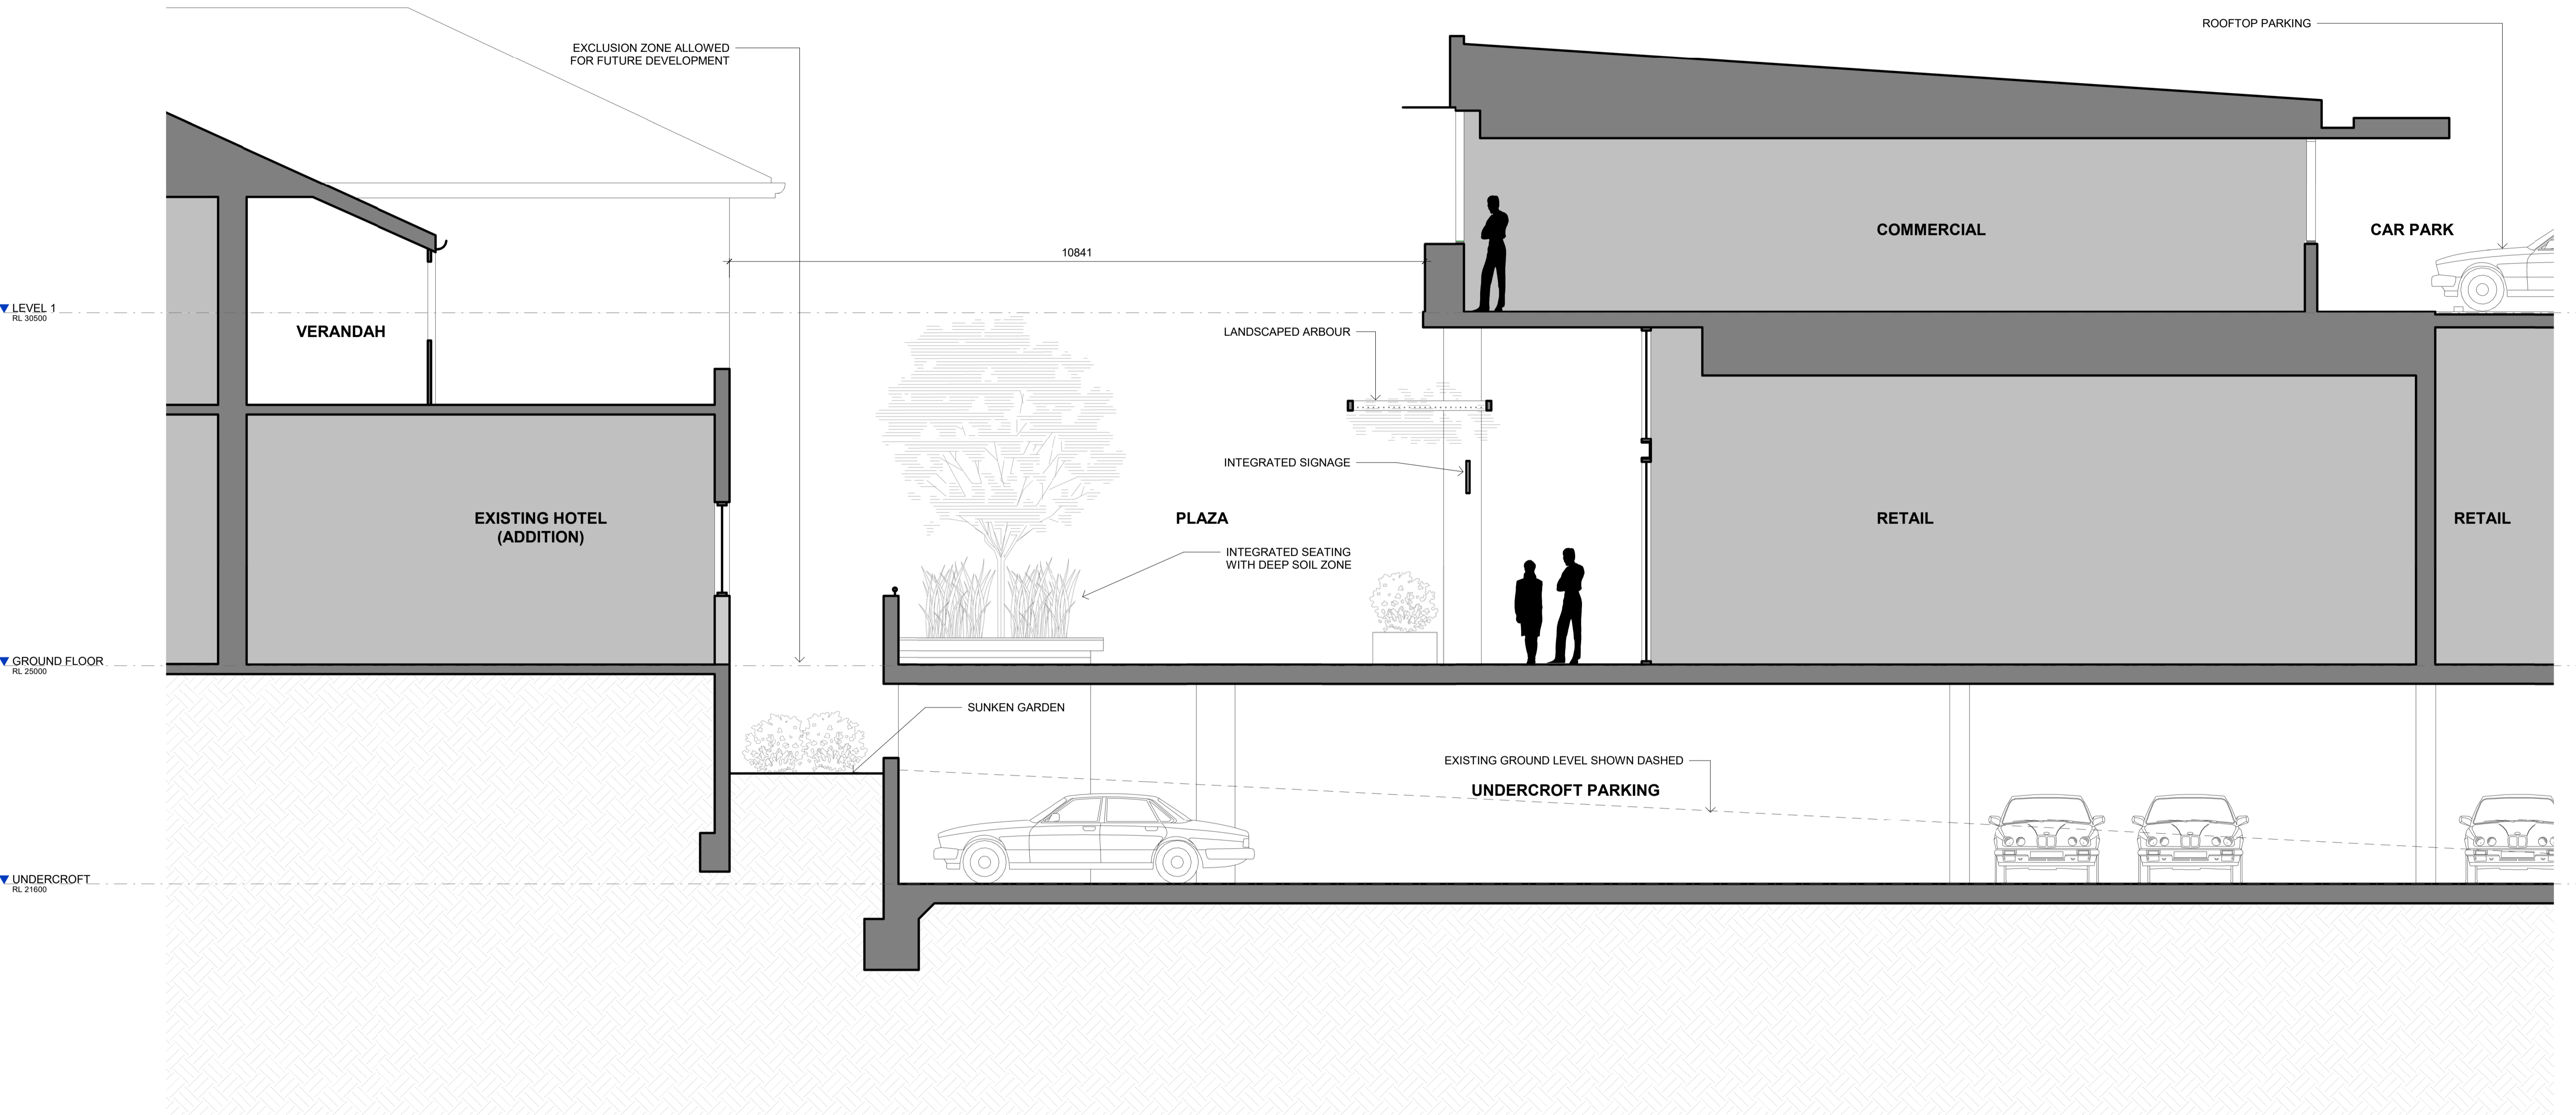 ROOFTOP PARKING
EXCLUSION ZONE ALLOWED
FOR FUTURE DEVELOPMENT
COMMERCIAL
CAR PARK
10841
LEVEL 1
RL 30500
VERANDAH
LANDSCAPED ARBOUR
INTEGRATED SIGNAGE
EXISTING HOTEL
(ADDITION)
PLAZA
RETAIL
RETAIL
INTEGRATED SEATING
WITH DEEP SOIL ZONE
GROUND FLOOR
RL 25000
SUNKEN GARDEN
EXISTING GROUND LEVEL SHOWN DASHED
UNDERCROFT PARKING
UNDERCROFT
RL 21600